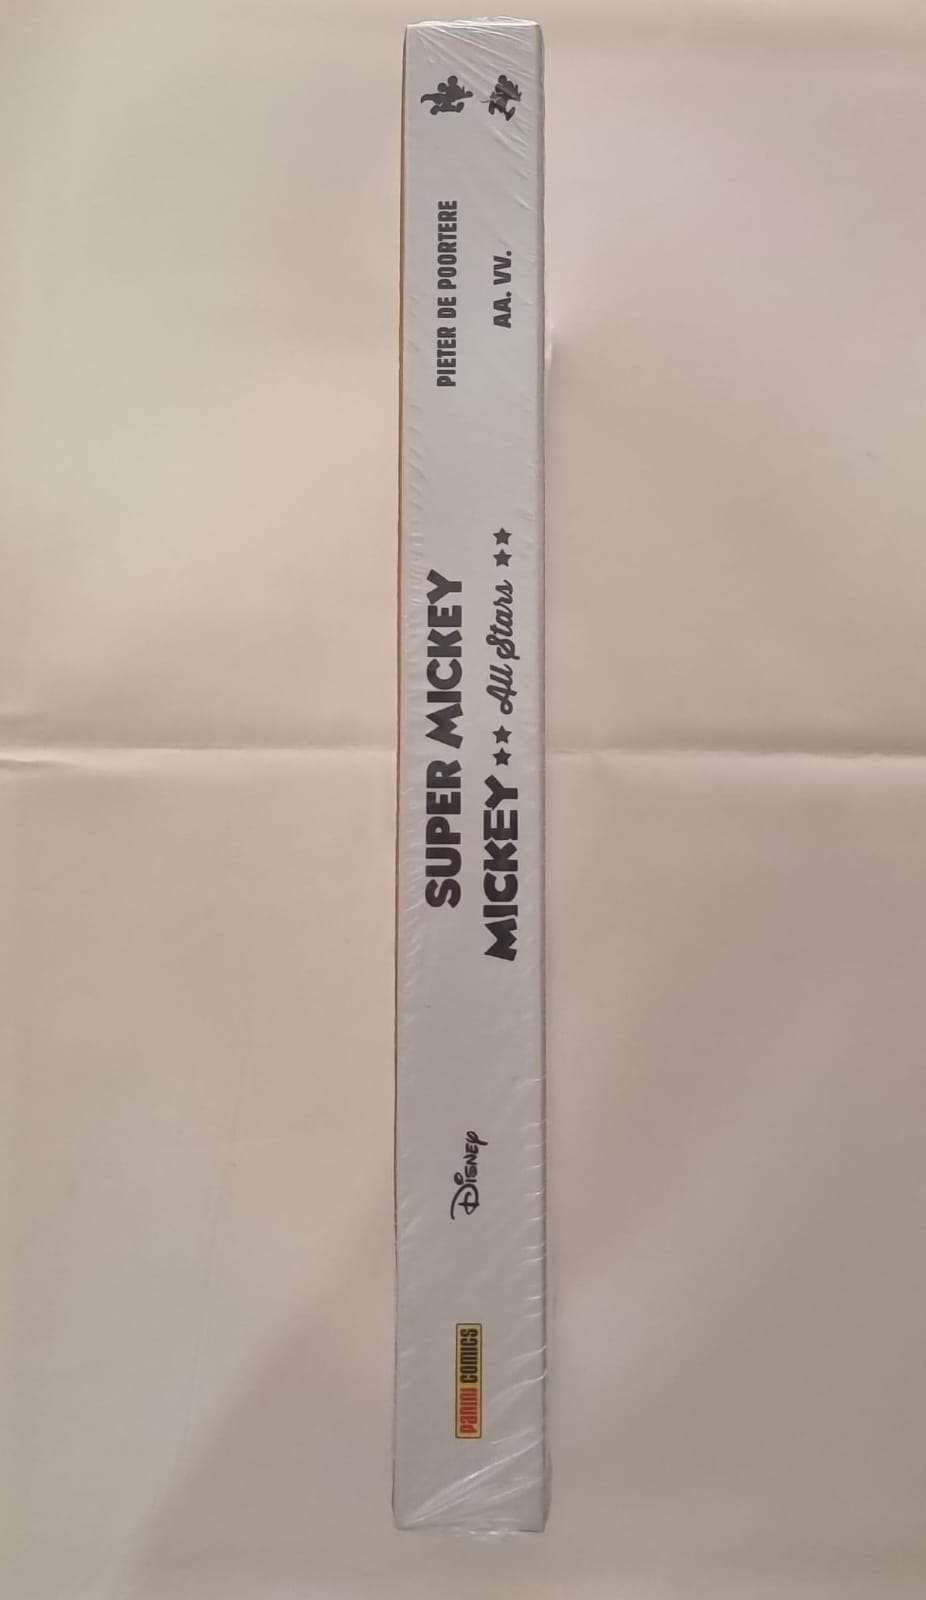 PIETER DE POORTERE
AA. VV.
SUPER MICKEY
MICKEY ★★ All Stars ★★
DISNEY
PANINI COMICS